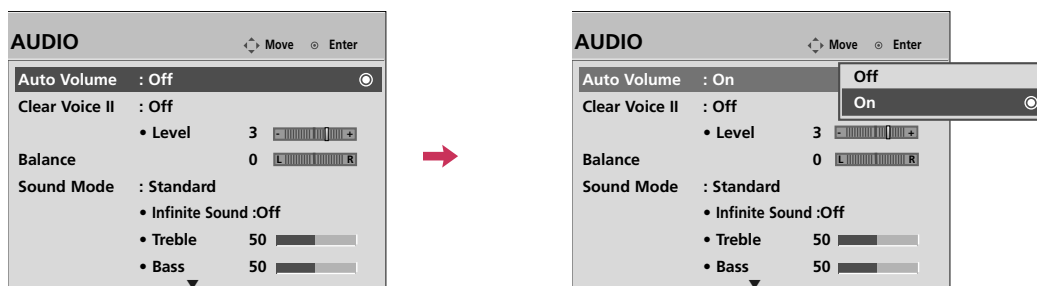 AUDIO Move Enter
Auto Volume : Off
Clear Voice II : Off
• Level 3 - +
Balance 0 L R
Sound Mode : Standard
• Infinite Sound :Off
• Treble 50
• Bass 50
AUDIO Move Enter
Auto Volume : On
Off
On
Clear Voice II : Off
• Level 3 - +
Balance 0 L R
Sound Mode : Standard
• Infinite Sound :Off
• Treble 50
• Bass 50